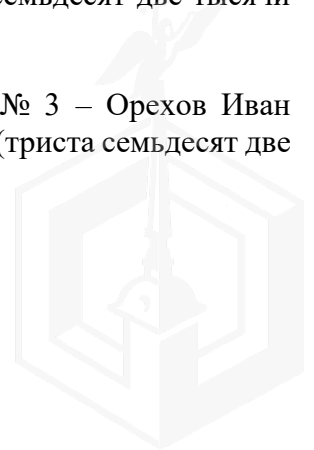 семьдесят две тысячи
№ 3 – Орехов Иван
(триста семьдесят две